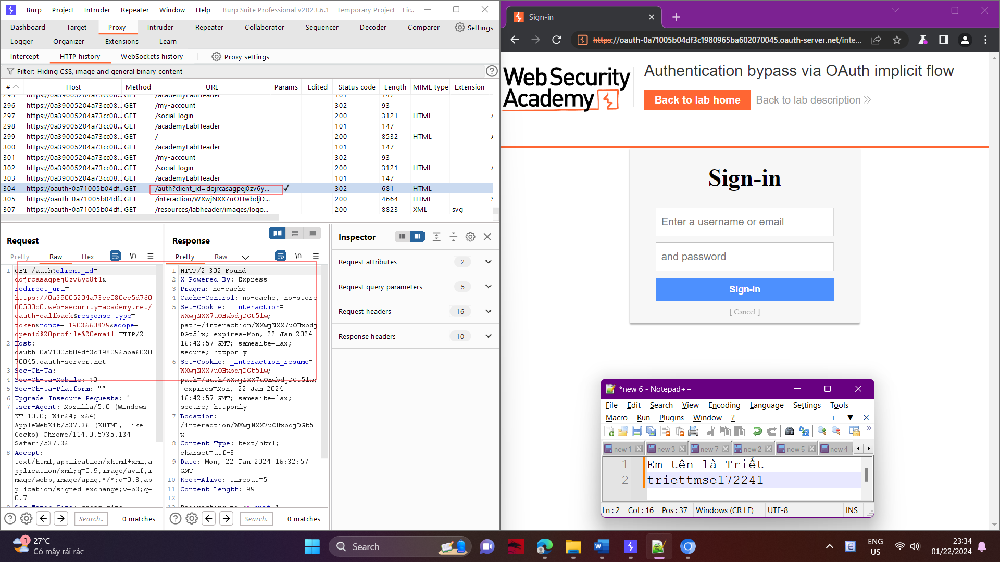 Burp Project Intruder Repeater Window Help Burp Suite Professional v2023.6.1 - Temporary Project - Lic...
Dashboard Target Proxy Intruder Repeater Collaborator Sequencer Decoder Comparer Settings
Logger Organizer Extensions Learn
Intercept HTTP history WebSockets history Proxy settings
Filter: Hiding CSS, image and general binary content
# Host Method URL Params Edited Status code Length MIME type Extension
295 https://0a39005204a73cc08... GET /academyLabHeader 101 147
296 https://0a39005204a73cc08... GET /my-account 302 93
297 https://0a39005204a73cc08... GET /social-login 200 3121 HTML
298 https://0a39005204a73cc08... GET /academyLabHeader 101 147
299 https://0a39005204a73cc08... GET / 200 8532 HTML
300 https://0a39005204a73cc08... GET /academyLabHeader 101 147
301 https://0a39005204a73cc08... GET /my-account 302 93
302 https://0a39005204a73cc08... GET /social-login 200 3121 HTML
303 https://0a39005204a73cc08... GET /academyLabHeader 101 147
304 https://oauth-0a71005b04df... GET /auth?client_id=dojrcasagpej0zv6y... ✓ 302 681 HTML
305 https://oauth-0a71005b04df... GET /interaction/WXwjNXX7uOHwbdjD... 200 4664 HTML
307 https://oauth-0a71005b04df... GET /resources/labheader/images/logo... 200 8823 XML svg
Request
Pretty Raw Hex \n
1 GET /auth?client_id=
dojrcasagpej0zv6yc8f1&
redirect_uri=
https://0a39005204a73cc080cc5d760
00500c0.web-security-academy.net/
oauth-callback&response_type=
token&nonce=-1903660879&scope=
openid%20profile%20email HTTP/2
2 Host:
oauth-0a71005b04df3c1980965ba6020
70045.oauth-server.net
3 Sec-Ch-Ua:
4 Sec-Ch-Ua-Mobile: ?0
5 Sec-Ch-Ua-Platform: ""
6 Upgrade-Insecure-Requests: 1
7 User-Agent: Mozilla/5.0 (Windows
NT 10.0; Win64; x64)
AppleWebKit/537.36 (KHTML, like
Gecko) Chrome/114.0.5735.134
Safari/537.36
8 Accept:
text/html,application/xhtml+xml,a
pplication/xml;q=0.9,image/avif,i
mage/webp,image/apng,*/*;q=0.8,ap
plication/signed-exchange;v=b3;q=
0.7
9 Sec-Fetch-Site: cross-site
Search... 0 matches
Response
Pretty Raw \n
1 HTTP/2 302 Found
2 X-Powered-By: Express
3 Pragma: no-cache
4 Cache-Control: no-cache, no-store
5 Set-Cookie: _interaction=
WXwjNXX7uOHwbdjDGt5lw;
path=/interaction/WXwjNXX7uOHwbdj
DGt5lw; expires=Mon, 22 Jan 2024
16:42:57 GMT; samesite=lax;
secure; httponly
6 Set-Cookie: _interaction_resume=
WXwjNXX7uOHwbdjDGt5lw;
path=/auth/WXwjNXX7uOHwbdjDGt5lw;
expires=Mon, 22 Jan 2024
16:42:57 GMT; samesite=lax;
secure; httponly
7 Location:
/interaction/WXwjNXX7uOHwbdjDGt5l
w
8 Content-Type: text/html;
charset=utf-8
9 Date: Mon, 22 Jan 2024 16:32:57
GMT
10 Keep-Alive: timeout=5
11 Content-Length: 99
12
13 Redirecting to <a href="
Search... 0 matches
Inspector
Request attributes 2
Request query parameters 5
Request headers 16
Response headers 10
Sign-in
https://oauth-0a71005b04df3c1980965ba602070045.oauth-server.net/inte...
Web Security
Academy
Authentication bypass via OAuth implicit flow
Back to lab home Back to lab description
Sign-in
Enter a username or email
and password
Sign-in
[ Cancel ]
*new 6 - Notepad++
File Edit Search View Encoding Language Settings Tools
Macro Run Plugins Window ?
new 1 new 3 new 7 new 2 new 5 new 4
1 Em tên là Triết
2 triettmse172241
Ln : 2 Col : 16 Pos : 37 Windows (CR LF) UTF-8 INS
1 27°C
Có mây rải rác
Search
ENG
US
23:34
01/22/2024